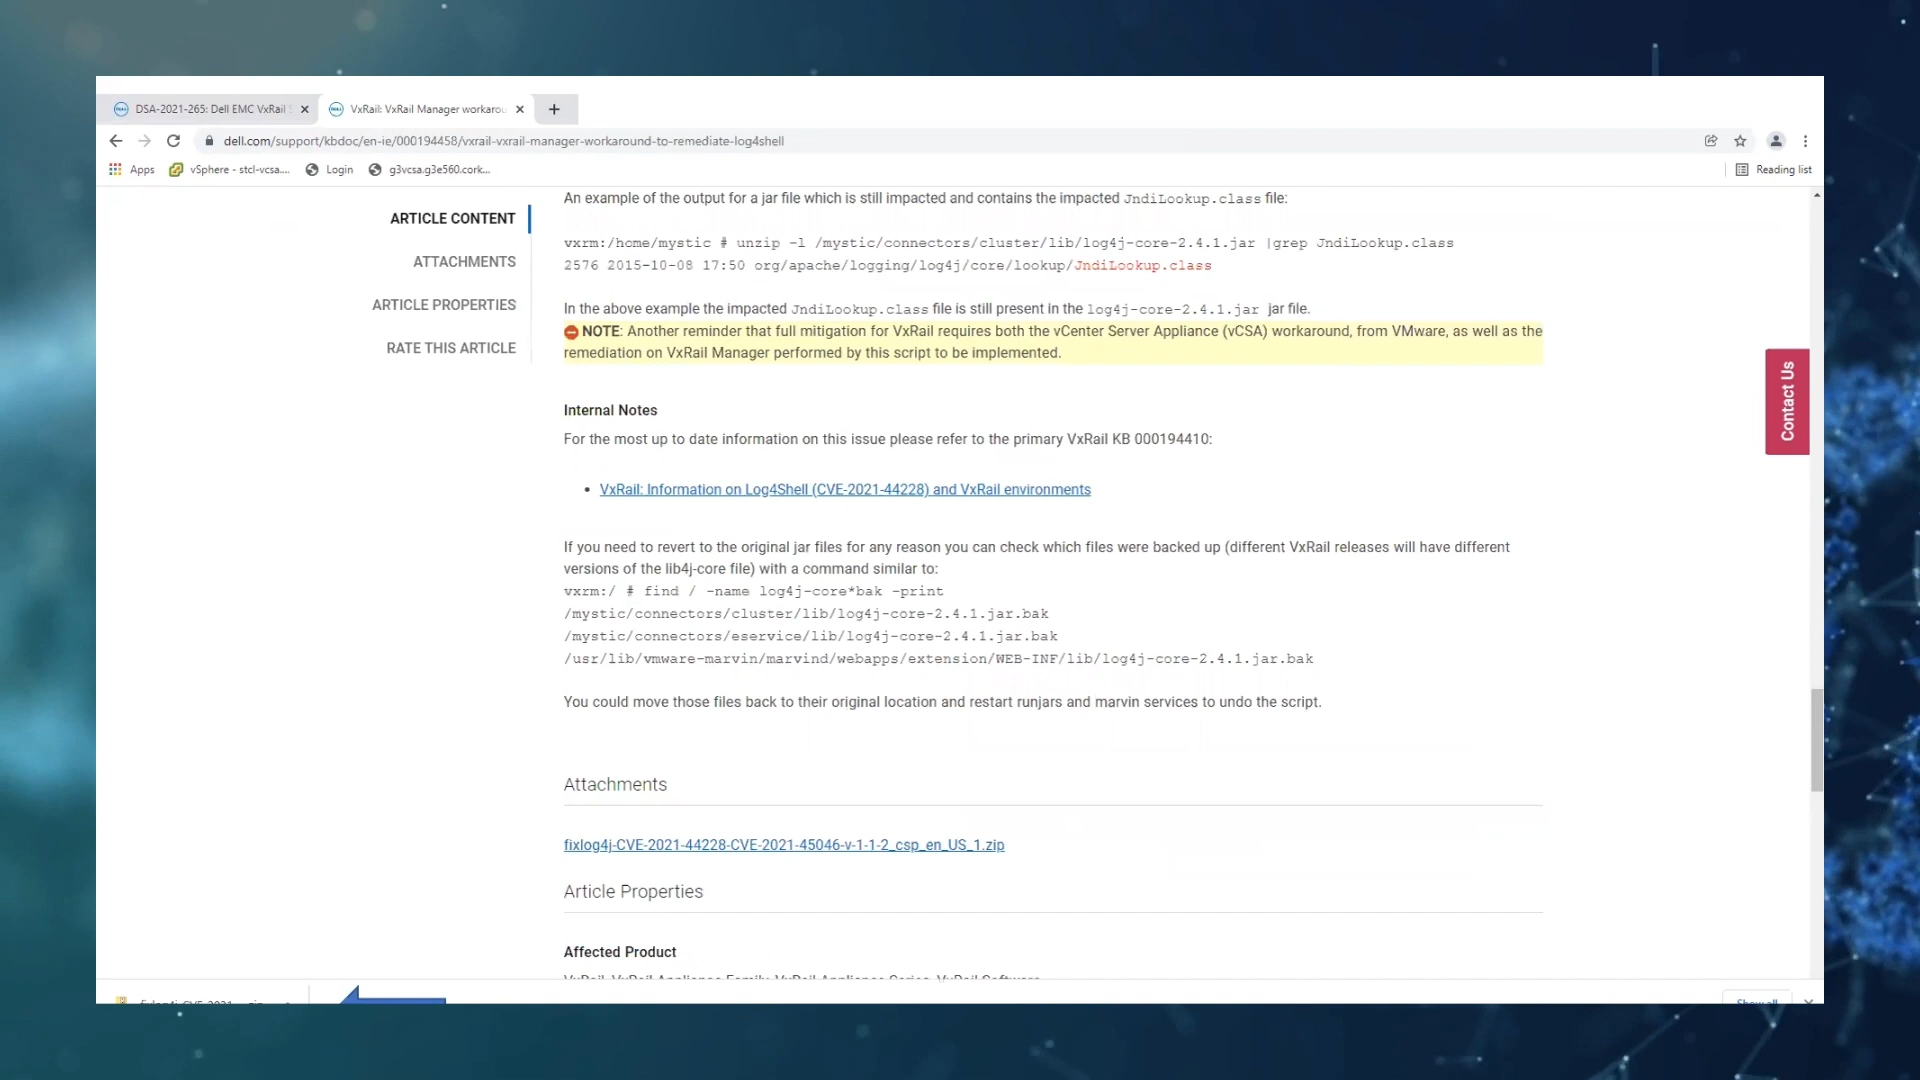 DSA-2021-265: Dell EMC VxRail
VxRail: VxRail Manager workarou
dell.com/support/kbdoc/en-ie/000194458/vxrail-vxrail-manager-workaround-to-remediate-log4shell
Apps
vSphere - stcl-vcsa....
Login
g3vcsa.g3e560.cork...
Reading list
ARTICLE CONTENT
ATTACHMENTS
ARTICLE PROPERTIES
RATE THIS ARTICLE
An example of the output for a jar file which is still impacted and contains the impacted JndiLookup.class file:
vxrm:/home/mystic # unzip -l /mystic/connectors/cluster/lib/log4j-core-2.4.1.jar |grep JndiLookup.class
2576 2015-10-08 17:50 org/apache/logging/log4j/core/lookup/JndiLookup.class
In the above example the impacted JndiLookup.class file is still present in the log4j-core-2.4.1.jar jar file.
NOTE: Another reminder that full mitigation for VxRail requires both the vCenter Server Appliance (vCSA) workaround, from VMware, as well as the
remediation on VxRail Manager performed by this script to be implemented.
Internal Notes
For the most up to date information on this issue please refer to the primary VxRail KB 000194410:
• VxRail: Information on Log4Shell (CVE-2021-44228) and VxRail environments
If you need to revert to the original jar files for any reason you can check which files were backed up (different VxRail releases will have different
versions of the lib4j-core file) with a command similar to:
vxrm:/ # find / -name log4j-core*bak -print
/mystic/connectors/cluster/lib/log4j-core-2.4.1.jar.bak
/mystic/connectors/eservice/lib/log4j-core-2.4.1.jar.bak
/usr/lib/vmware-marvin/marvind/webapps/extension/WEB-INF/lib/log4j-core-2.4.1.jar.bak
You could move those files back to their original location and restart runjars and marvin services to undo the script.
Attachments
fixlog4j-CVE-2021-44228-CVE-2021-45046-v-1-1-2_csp_en_US_1.zip
Article Properties
Affected Product
VxRail, VxRail Appliance Family, VxRail Appliance Series, VxRail Software
Contact Us
fixlog4j-CVE-2021-....zip
Show all